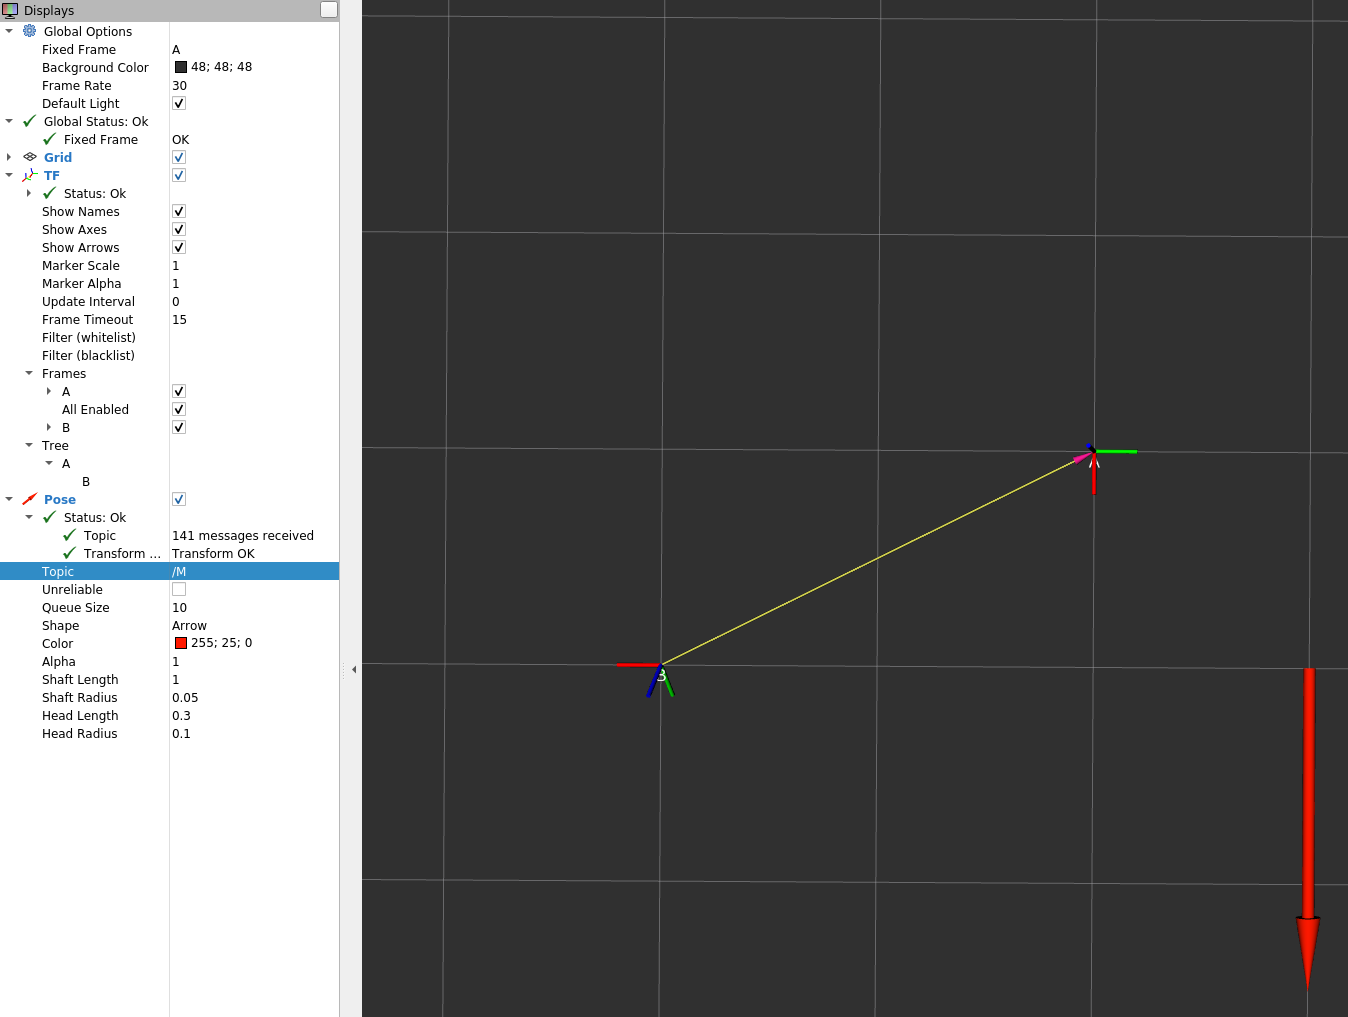 Displays
Global Options
Fixed Frame A
Background Color 48; 48; 48
Frame Rate 30
Default Light
Global Status: Ok
Fixed Frame OK
Grid
TF
Status: Ok
Show Names
Show Axes
Show Arrows
Marker Scale 1
Marker Alpha 1
Update Interval 0
Frame Timeout 15
Filter (whitelist)
Filter (blacklist)
Frames
A
All Enabled
B
Tree
A
B
Pose
Status: Ok
Topic 141 messages received
Transform ... Transform OK
Topic /M
Unreliable
Queue Size 10
Shape Arrow
Color 255; 25; 0
Alpha 1
Shaft Length 1
Shaft Radius 0.05
Head Length 0.3
Head Radius 0.1
A
B